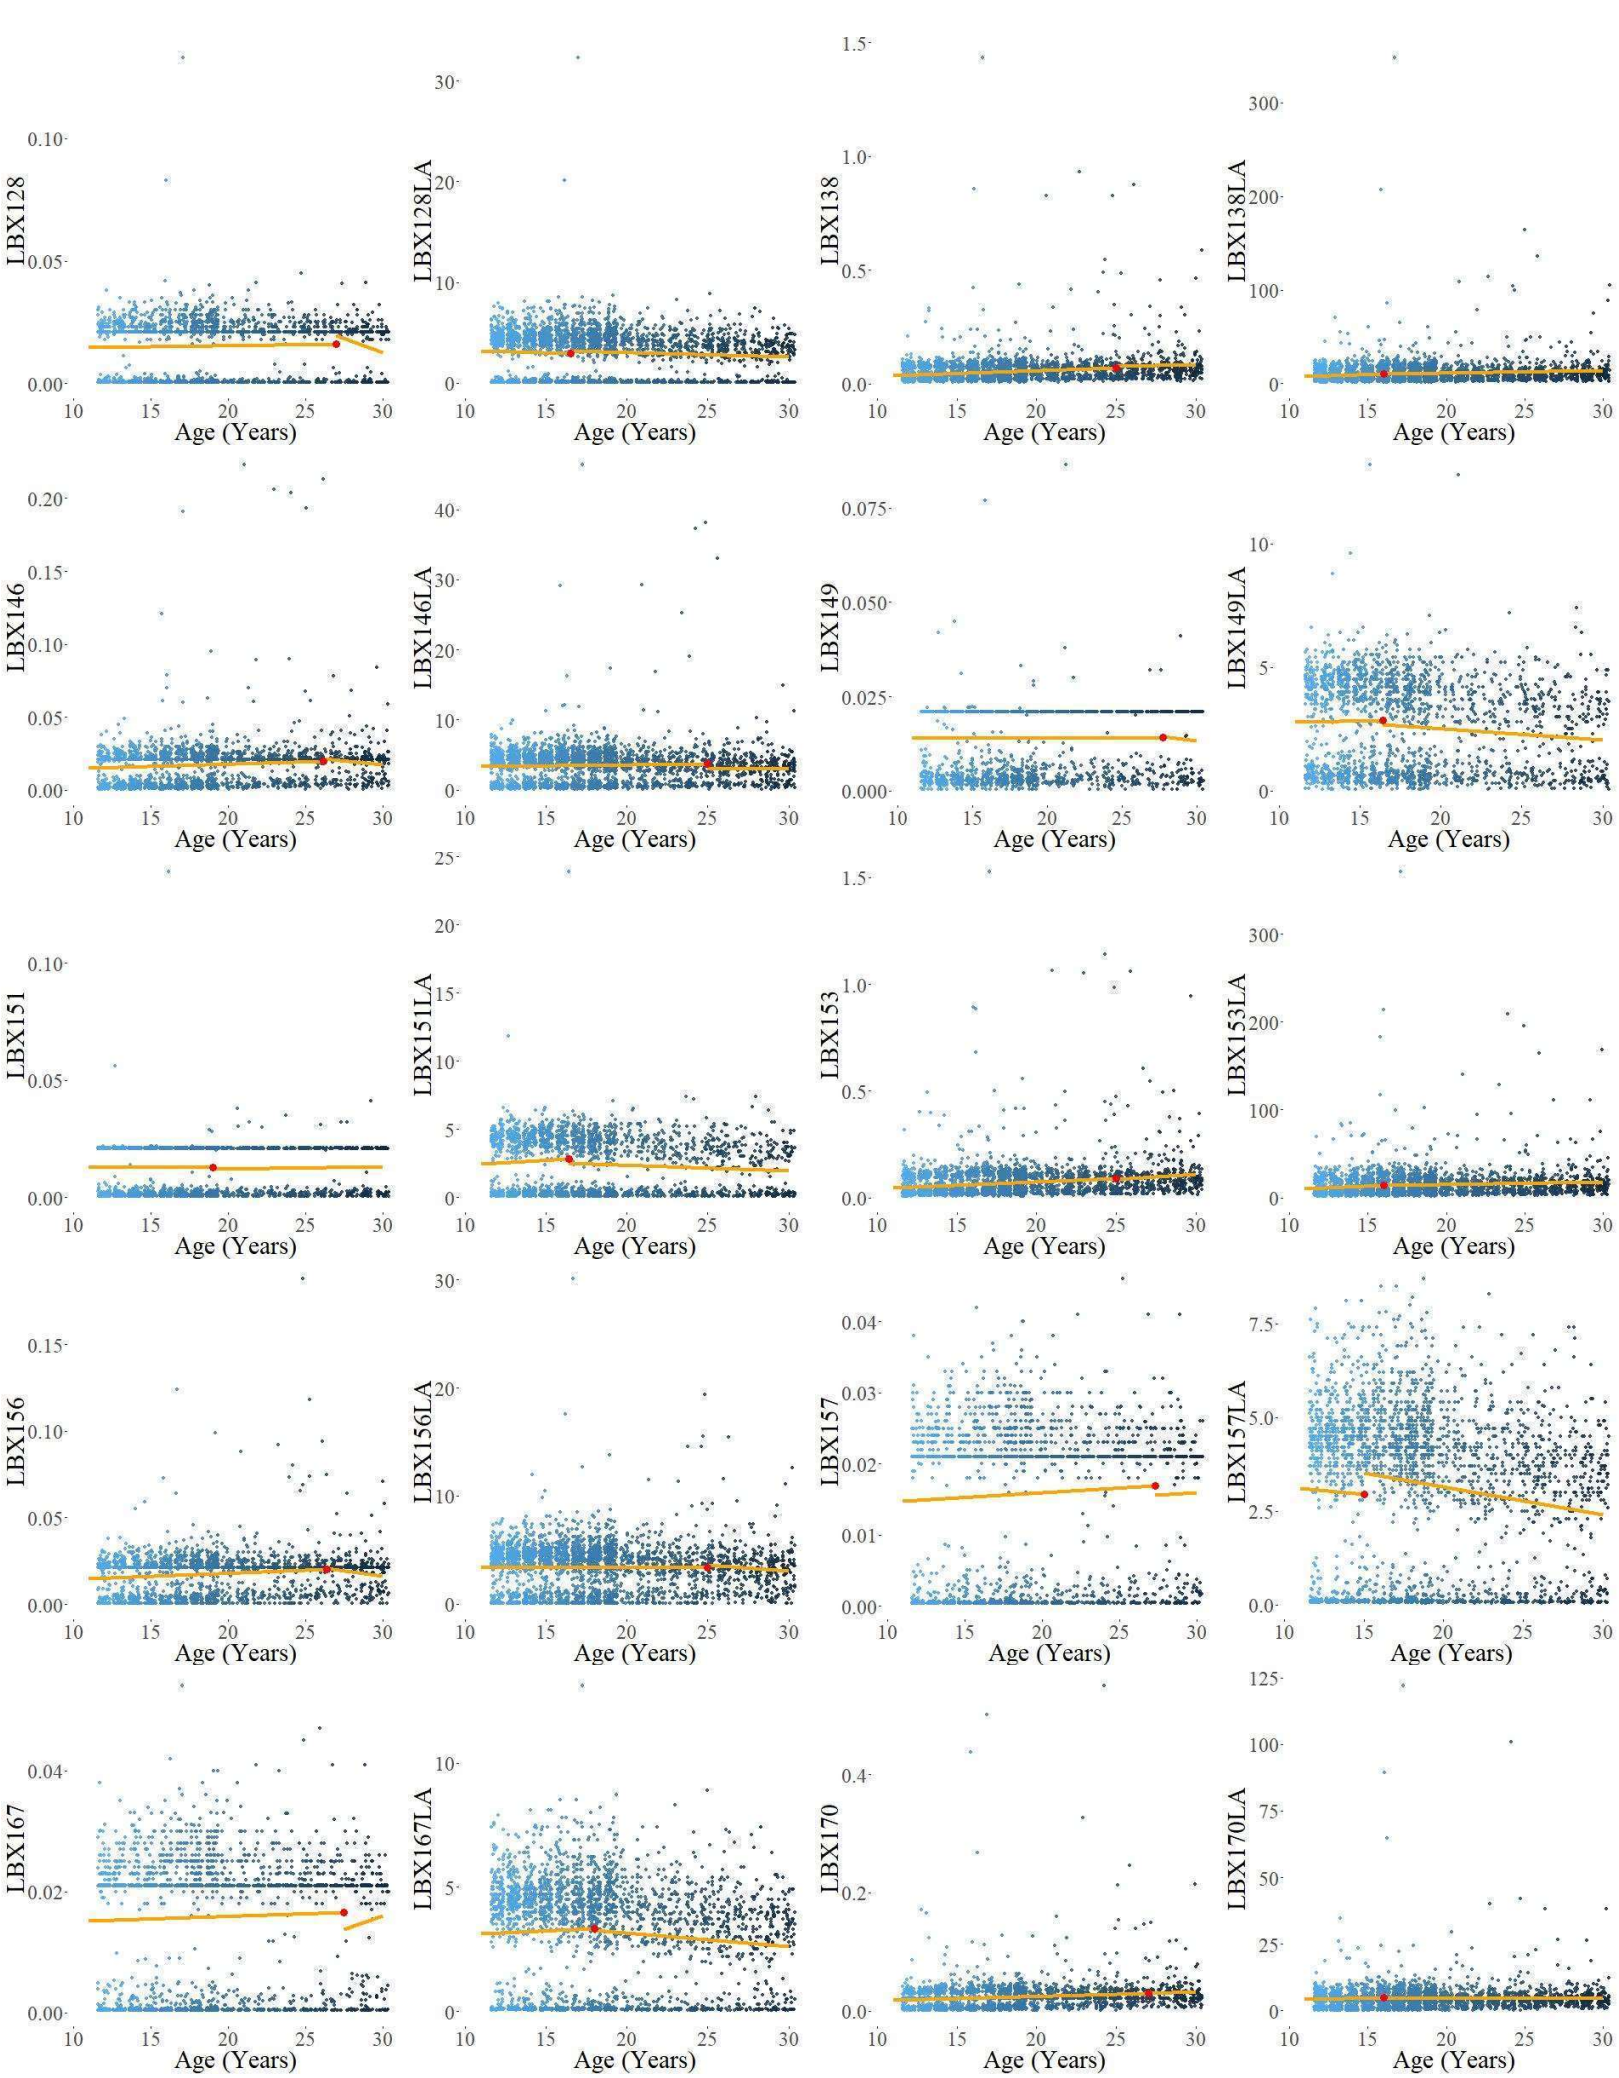 LBX128
0.10
0.05
0.00
10 15 20 25 30
Age (Years)
LBX128LA
30
20
10
0
10 15 20 25 30
Age (Years)
LBX138
1.5
1.0
0.5
0.0
10 15 20 25 30
Age (Years)
LBX138LA
300
200
100
0
10 15 20 25 30
Age (Years)
LBX146
0.20
0.15
0.10
0.05
0.00
10 15 20 25 30
Age (Years)
LBX146LA
40
30
20
10
0
10 15 20 25 30
Age (Years)
LBX149
0.075
0.050
0.025
0.000
10 15 20 25 30
Age (Years)
LBX149LA
10
5
0
10 15 20 25 30
Age (Years)
LBX151
0.10
0.05
0.00
10 15 20 25 30
Age (Years)
LBX151LA
25
20
15
10
5
0
10 15 20 25 30
Age (Years)
LBX153
1.5
1.0
0.5
0.0
10 15 20 25 30
Age (Years)
LBX153LA
300
200
100
0
10 15 20 25 30
Age (Years)
LBX156
0.15
0.10
0.05
0.00
10 15 20 25 30
Age (Years)
LBX156LA
30
20
10
0
10 15 20 25 30
Age (Years)
LBX157
0.04
0.03
0.02
0.01
0.00
10 15 20 25 30
Age (Years)
LBX157LA
7.5
5.0
2.5
0.0
10 15 20 25 30
Age (Years)
LBX167
0.04
0.02
0.00
10 15 20 25 30
Age (Years)
LBX167LA
10
5
0
10 15 20 25 30
Age (Years)
LBX170
0.4
0.2
0.0
10 15 20 25 30
Age (Years)
LBX170LA
125
100
75
50
25
0
10 15 20 25 30
Age (Years)